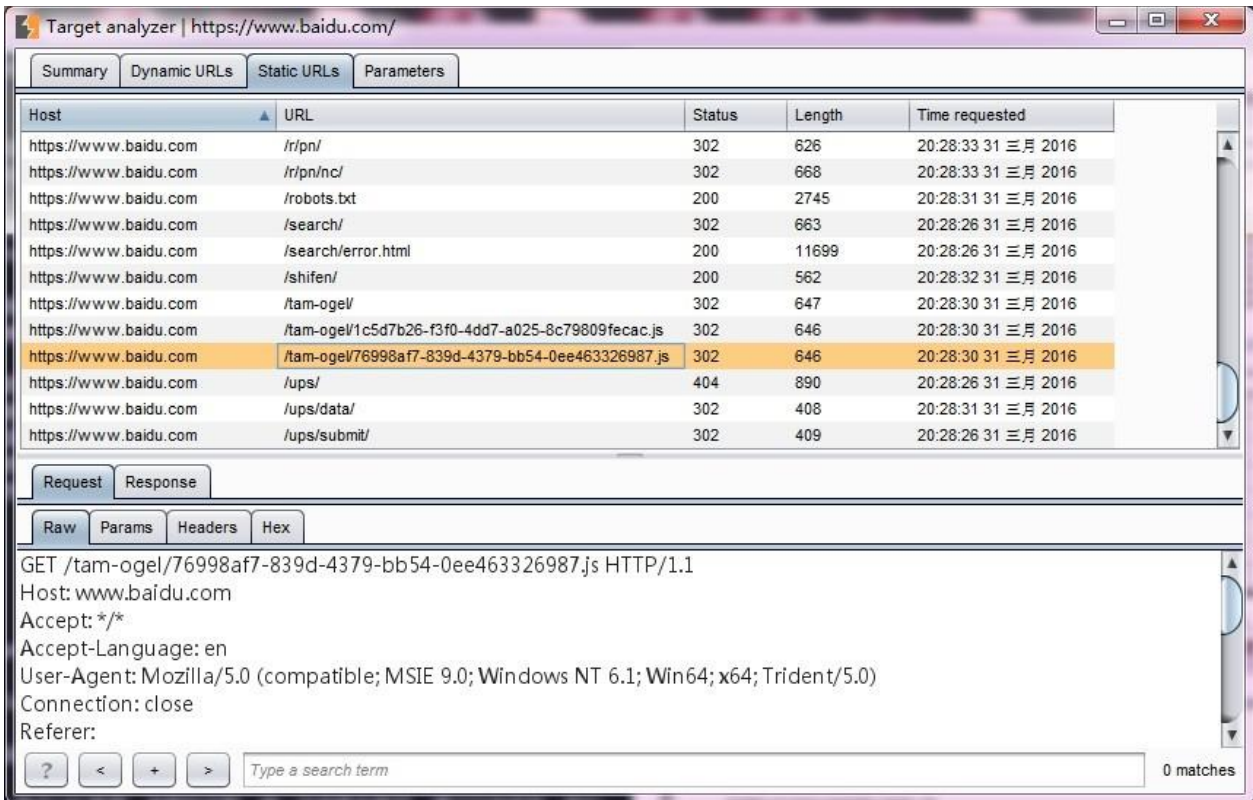 Target analyzer | https://www.baidu.com/
Summary Dynamic URLs Static URLs Parameters
Host URL Status Length Time requested
https://www.baidu.com /r/pn/ 302 626 20:28:33 31 三月 2016
https://www.baidu.com /r/pn/nc/ 302 668 20:28:33 31 三月 2016
https://www.baidu.com /robots.txt 200 2745 20:28:31 31 三月 2016
https://www.baidu.com /search/ 302 663 20:28:26 31 三月 2016
https://www.baidu.com /search/error.html 200 11699 20:28:26 31 三月 2016
https://www.baidu.com /shifen/ 200 562 20:28:32 31 三月 2016
https://www.baidu.com /tam-ogel/ 302 647 20:28:30 31 三月 2016
https://www.baidu.com /tam-ogel/1c5d7b26-f3f0-4dd7-a025-8c79809fecac.js 302 646 20:28:30 31 三月 2016
https://www.baidu.com /tam-ogel/76998af7-839d-4379-bb54-0ee463326987.js 302 646 20:28:30 31 三月 2016
https://www.baidu.com /ups/ 404 890 20:28:26 31 三月 2016
https://www.baidu.com /ups/data/ 302 408 20:28:31 31 三月 2016
https://www.baidu.com /ups/submit/ 302 409 20:28:26 31 三月 2016
Request Response
Raw Params Headers Hex
GET /tam-ogel/76998af7-839d-4379-bb54-0ee463326987.js HTTP/1.1
Host: www.baidu.com
Accept: */*
Accept-Language: en
User-Agent: Mozilla/5.0 (compatible; MSIE 9.0; Windows NT 6.1; Win64; x64; Trident/5.0)
Connection: close
Referer:
? < + > Type a search term 0 matches